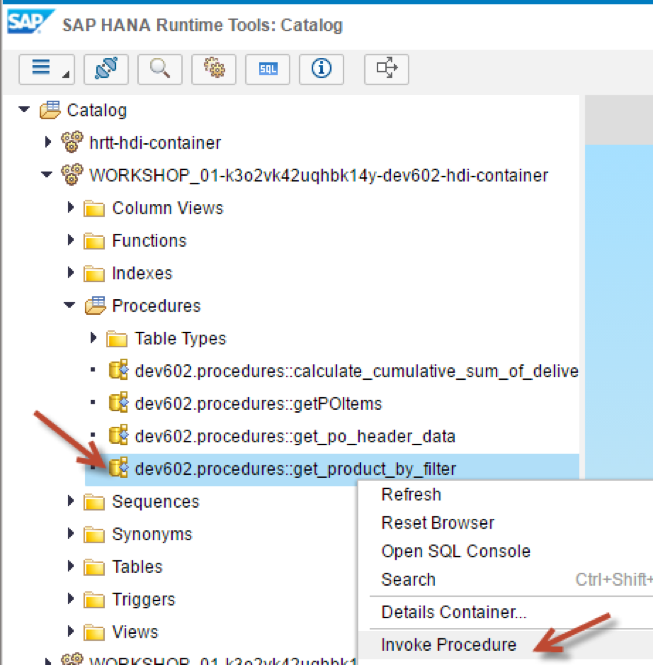 SAP SAP HANA Runtime Tools: Catalog
SQL
Catalog
hrtt-hdi-container
WORKSHOP_01-k3o2vk42uqhbk14y-dev602-hdi-container
Column Views
Functions
Indexes
Procedures
Table Types
dev602.procedures::calculate_cumulative_sum_of_delive
dev602.procedures::getPOItems
dev602.procedures::get_po_header_data
dev602.procedures::get_product_by_filter
Sequences
Synonyms
Tables
Triggers
Views
WORKSHOP_01-k3o2vk42uqhbk1
Refresh
Reset Browser
Open SQL Console
Search Ctrl+Shift+
Details Container...
Invoke Procedure